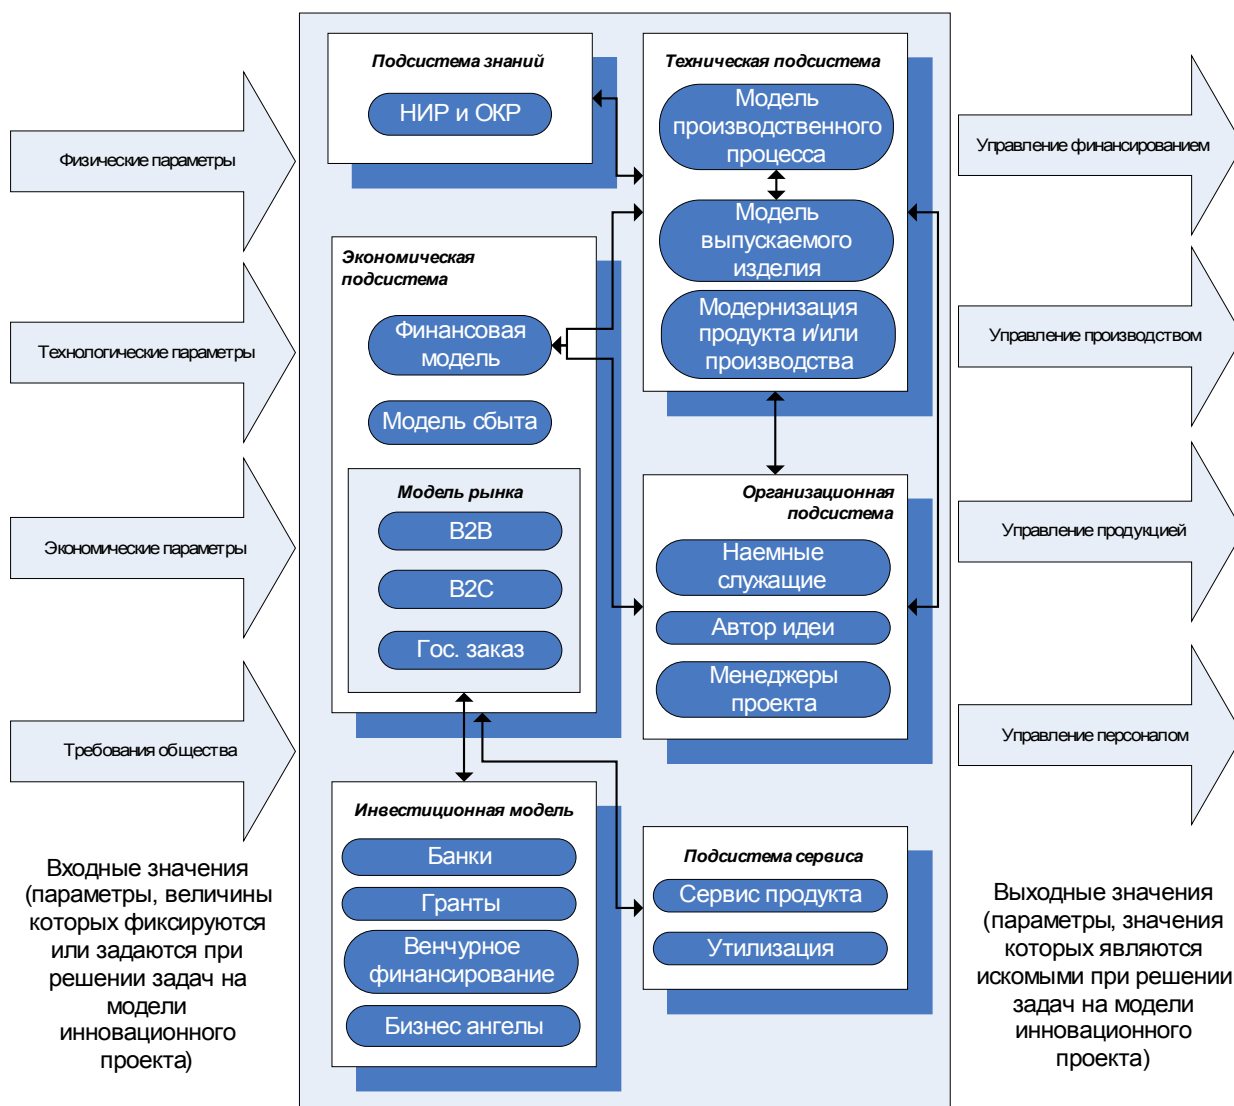 Физические параметры
Технологические параметры
Экономические параметры
Требования общества
Входные значения
(параметры, величины
которых фиксируются
или задаются при
решении задач на
модели
инновационного
проекта)
Подсистема знаний
НИР и ОКР
Экономическая
подсистема
Финансовая
модель
Модель сбыта
Модель рынка
B2B
B2C
Гос. заказ
Инвестиционная модель
Банки
Гранты
Венчурное
финансирование
Бизнес ангелы
Техническая подсистема
Модель
производственного
процесса
Модель
выпускаемого
изделия
Модернизация
продукта и/или
производства
Организационная
подсистема
Наемные
служащие
Автор идеи
Менеджеры
проекта
Подсистема сервиса
Сервис продукта
Утилизация
Управление финансированием
Управление производством
Управление продукцией
Управление персоналом
Выходные значения
(параметры, значения
которых являются
искомыми при решении
задач на модели
инновационного
проекта)